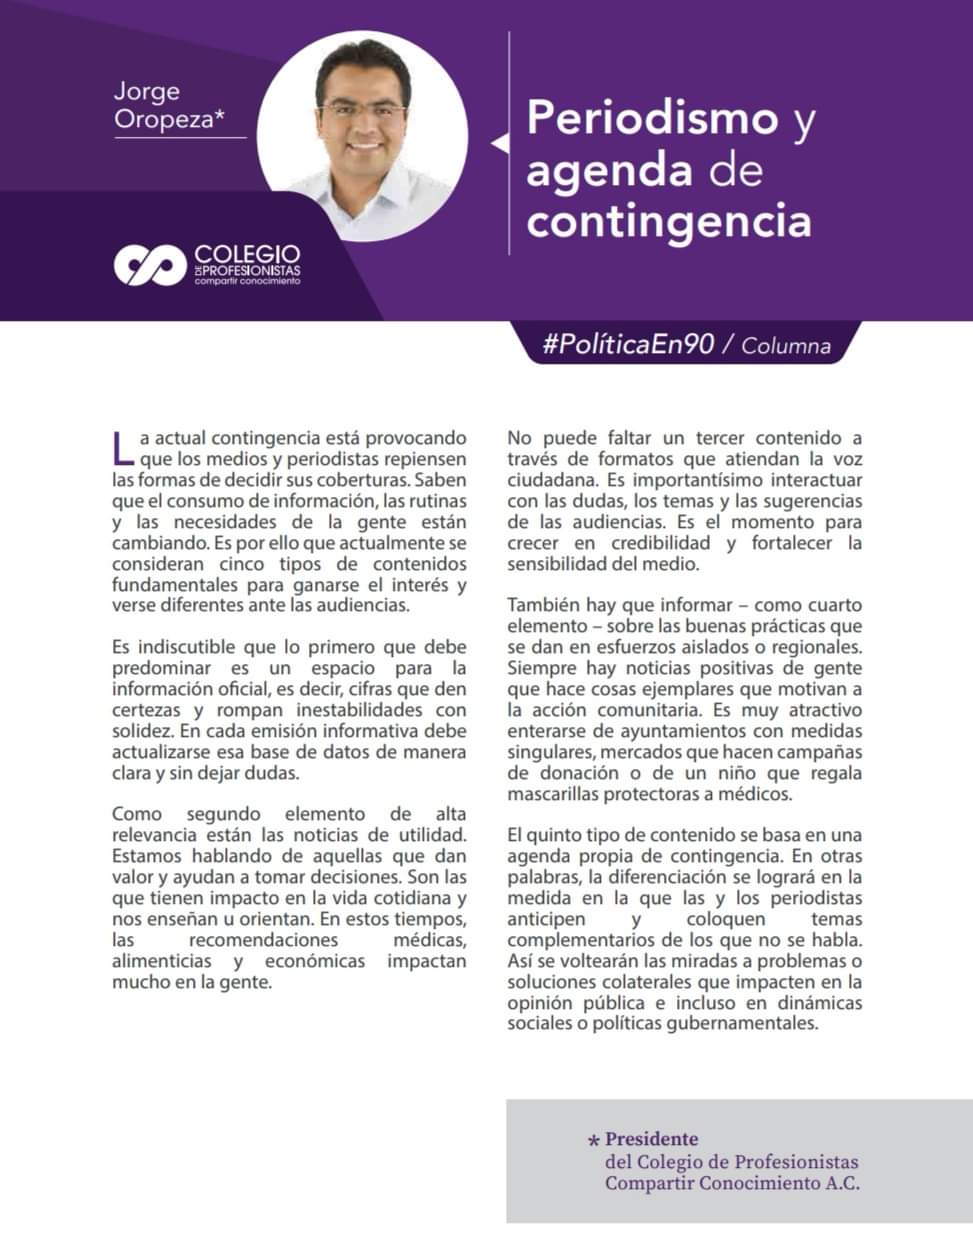 Jorge
Oropeza*
COLEGIO
DE PROFESIONISTAS
compartir conocimiento
Periodismo y
agenda de
contingencia
#PolíticaEn90 / Columna
La actual contingencia está provocando
que los medios y periodistas repiensen
las formas de decidir sus coberturas. Saben
que el consumo de información, las rutinas
y las necesidades de la gente están
cambiando. Es por ello que actualmente se
consideran cinco tipos de contenidos
fundamentales para ganarse el interés y
verse diferentes ante las audiencias.
Es indiscutible que lo primero que debe
predominar es un espacio para la
información oficial, es decir, cifras que den
certezas y rompan inestabilidades con
solidez. En cada emisión informativa debe
actualizarse esa base de datos de manera
clara y sin dejar dudas.
Como segundo elemento de alta
relevancia están las noticias de utilidad.
Estamos hablando de aquellas que dan
valor y ayudan a tomar decisiones. Son las
que tienen impacto en la vida cotidiana y
nos enseñan u orientan. En estos tiempos,
las recomendaciones médicas,
alimenticias y económicas impactan
mucho en la gente.
No puede faltar un tercer contenido a
través de formatos que atiendan la voz
ciudadana. Es importantísimo interactuar
con las dudas, los temas y las sugerencias
de las audiencias. Es el momento para
crecer en credibilidad y fortalecer la
sensibilidad del medio.
También hay que informar – como cuarto
elemento – sobre las buenas prácticas que
se dan en esfuerzos aislados o regionales.
Siempre hay noticias positivas de gente
que hace cosas ejemplares que motivan a
la acción comunitaria. Es muy atractivo
enterarse de ayuntamientos con medidas
singulares, mercados que hacen campañas
de donación o de un niño que regala
mascarillas protectoras a médicos.
El quinto tipo de contenido se basa en una
agenda propia de contingencia. En otras
palabras, la diferenciación se logrará en la
medida en la que las y los periodistas
anticipen y coloquen temas
complementarios de los que no se habla.
Así se voltearán las miradas a problemas o
soluciones colaterales que impacten en la
opinión pública e incluso en dinámicas
sociales o políticas gubernamentales.
* Presidente
del Colegio de Profesionistas
Compartir Conocimiento A.C.